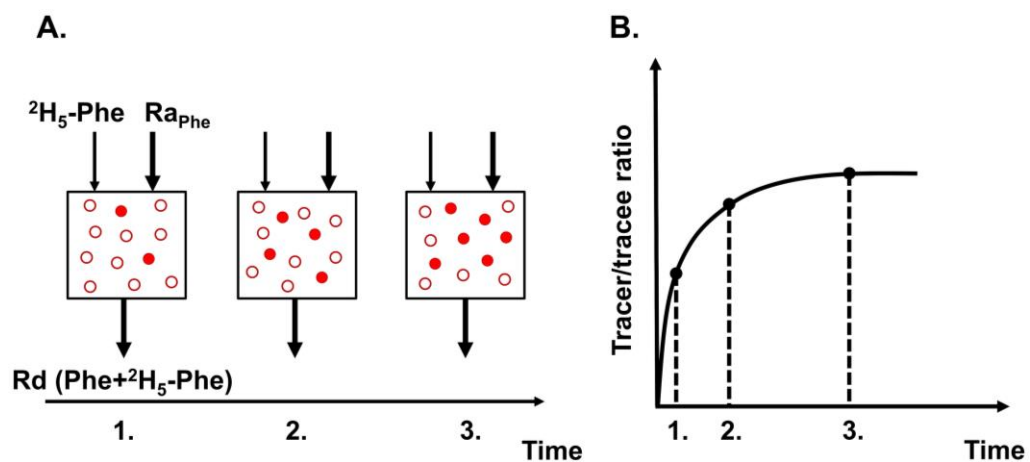 A.
²H₅-Phe Ra_Phe
Rd (Phe+²H₅-Phe)
1. 2. 3.
Time
B.
Tracer/tracee ratio
1. 2. 3.
Time